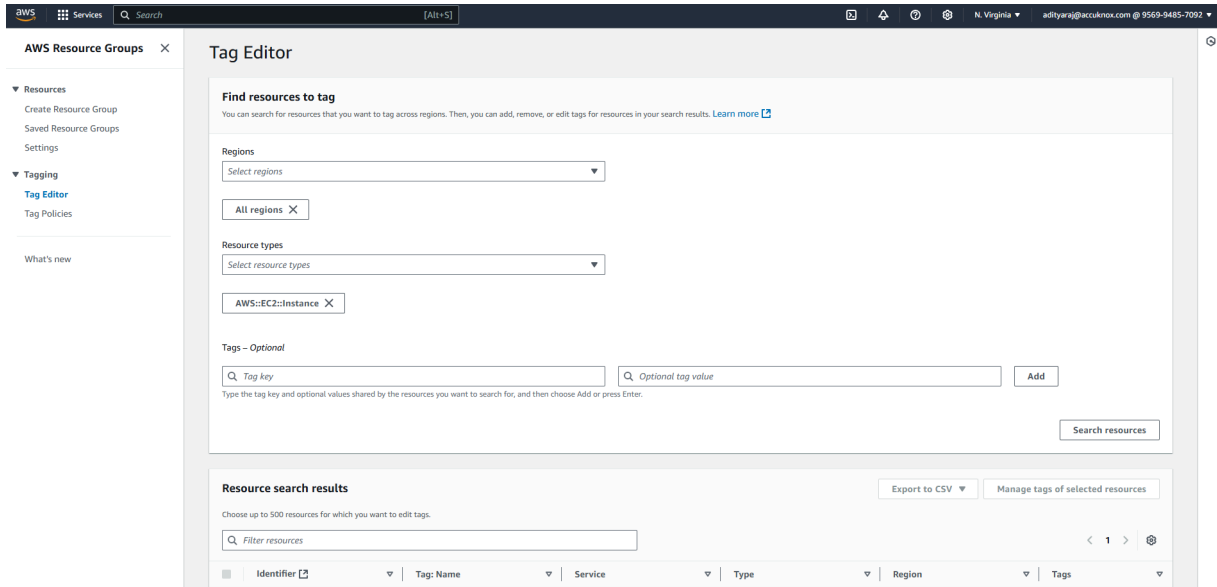 aws
Services
Search
[Alt+S]
N. Virginia
adityaraj@accuknox.com @ 9569-9485-7092
AWS Resource Groups
Resources
Create Resource Group
Saved Resource Groups
Settings
Tagging
Tag Editor
Tag Policies
What's new
Tag Editor
Find resources to tag
You can search for resources that you want to tag across regions. Then, you can add, remove, or edit tags for resources in your search results. Learn more
Regions
Select regions
All regions
Resource types
Select resource types
AWS::EC2::Instance
Tags – Optional
Tag key
Optional tag value
Add
Type the tag key and optional values shared by the resources you want to search for, and then choose Add or press Enter.
Search resources
Resource search results
Export to CSV
Manage tags of selected resources
Choose up to 500 resources for which you want to edit tags.
Filter resources
1
Identifier
Tag: Name
Service
Type
Region
Tags